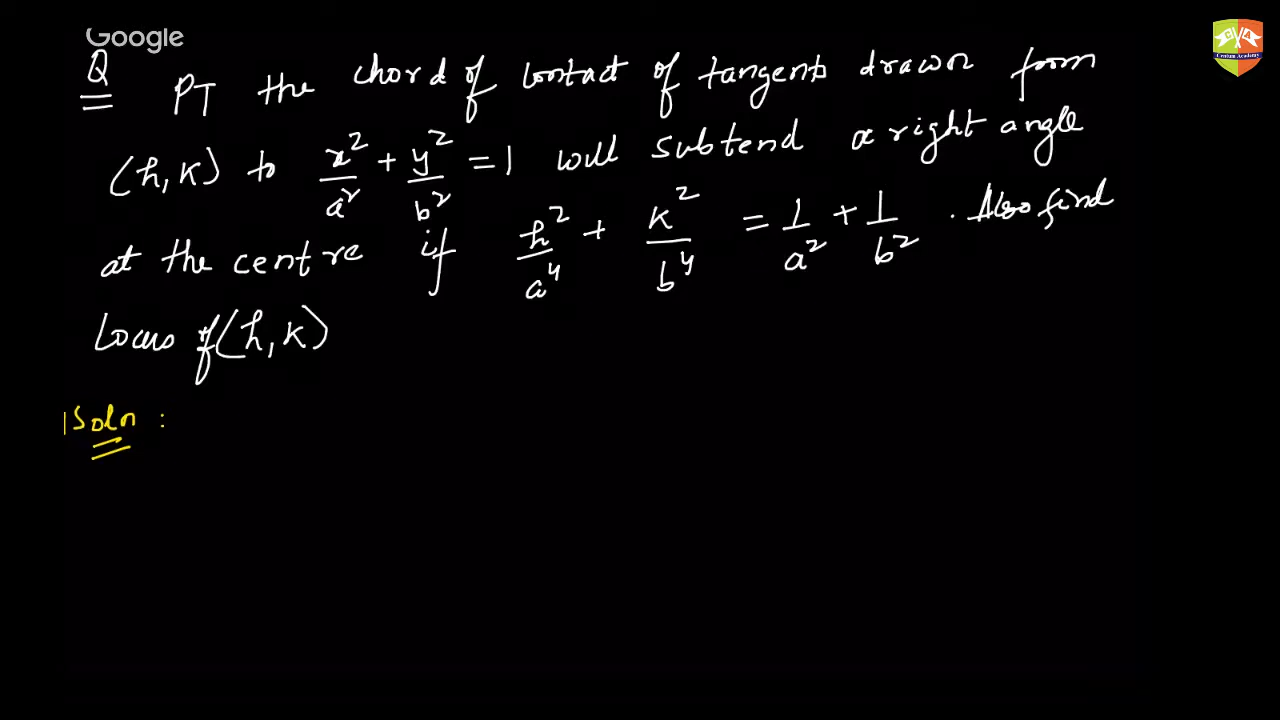 Google
Q PT the chord of contact of tangents drawn from
(h, k) to x²/a² + y²/b² = 1 will subtend a right angle
at the centre if h²/a⁴ + k²/b⁴ = 1/a² + 1/b². Also find
Locus of (h, k)
Soln :